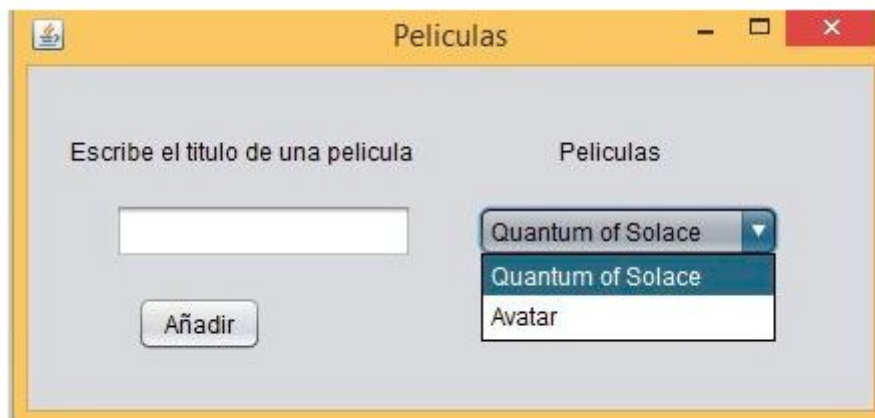 Peliculas
Escribe el titulo de una pelicula
Peliculas
Quantum of Solace
Quantum of Solace
Avatar
Añadir